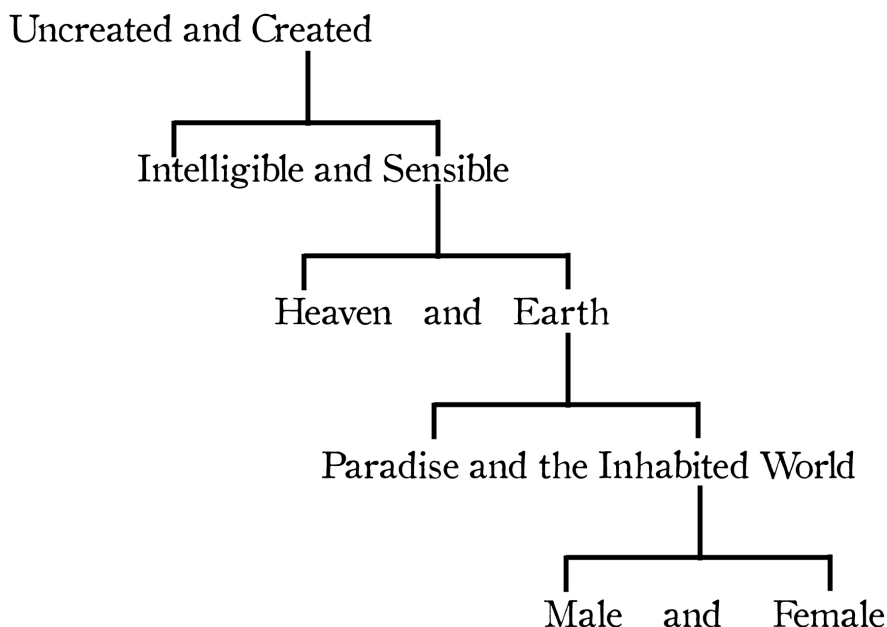 Uncreated and Created
Intelligible and Sensible
Heaven and Earth
Paradise and the Inhabited World
Male and Female